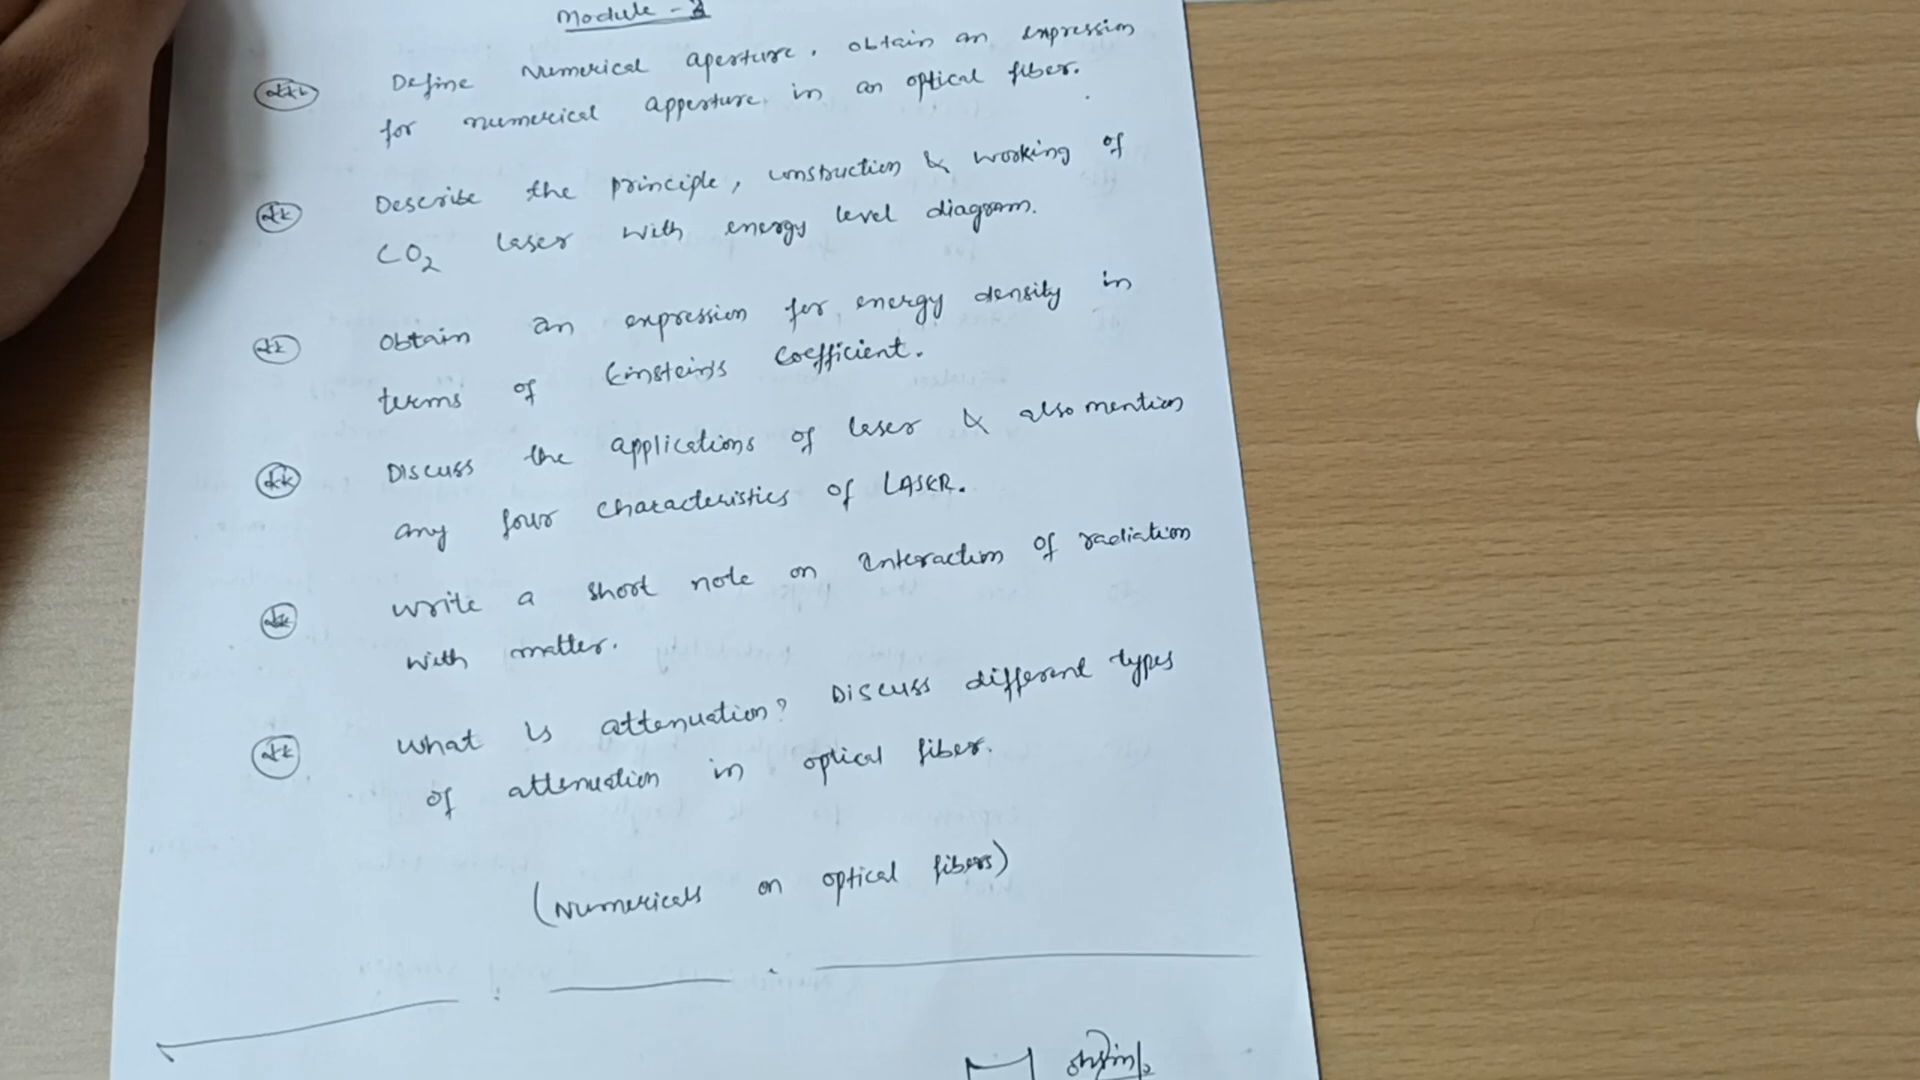 Module -
Define Numerical aperture. obtain an expression
for numerical apperture in an optical fiber.
Describe the principle, construction & working of
CO2 laser with energy level diagram.
obtain an expression for energy density in
terms of Einstein's coefficient.
Discuss the applications of laser & also mention
any four characteristics of LASER.
write a short note on Interaction of radiation
with matter.
what is attenuation? Discuss different types
of attenuation in optical fiber.
(Numericals on optical fibers)